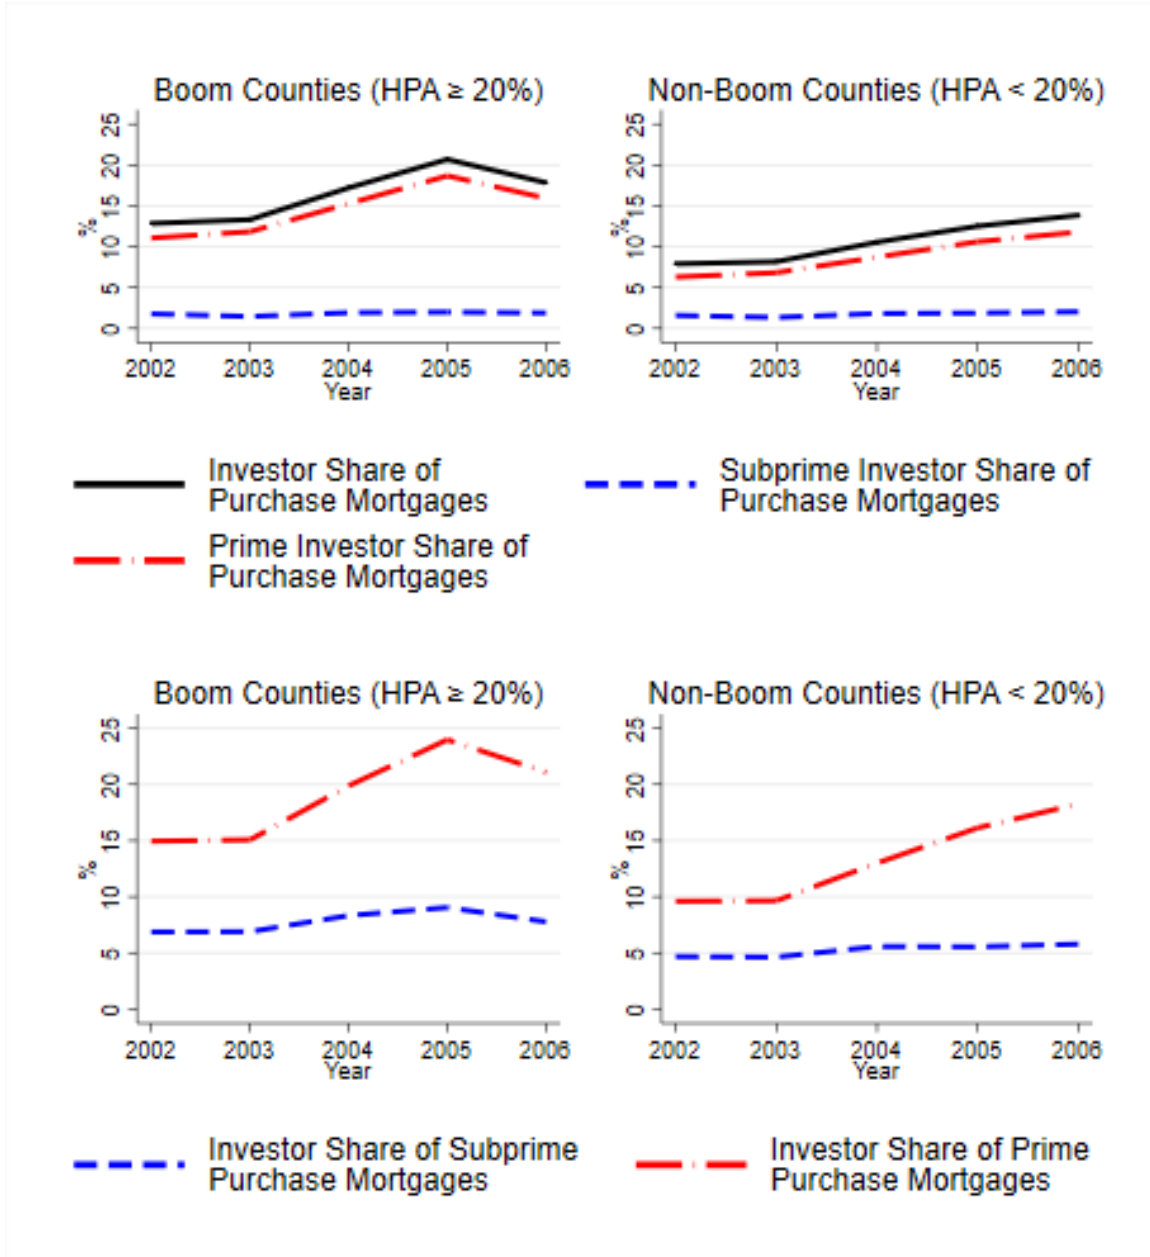 Boom Counties (HPA ≥ 20%)
Non-Boom Counties (HPA < 20%)
25
20
15
10
5
0
%
2002 2003 2004 2005 2006
Year
25
20
15
10
5
0
%
2002 2003 2004 2005 2006
Year
Investor Share of
Purchase Mortgages
Subprime Investor Share of
Purchase Mortgages
Prime Investor Share of
Purchase Mortgages
Boom Counties (HPA ≥ 20%)
Non-Boom Counties (HPA < 20%)
25
20
15
10
5
0
%
2002 2003 2004 2005 2006
Year
25
20
15
10
5
0
%
2002 2003 2004 2005 2006
Year
Investor Share of Subprime
Purchase Mortgages
Investor Share of Prime
Purchase Mortgages